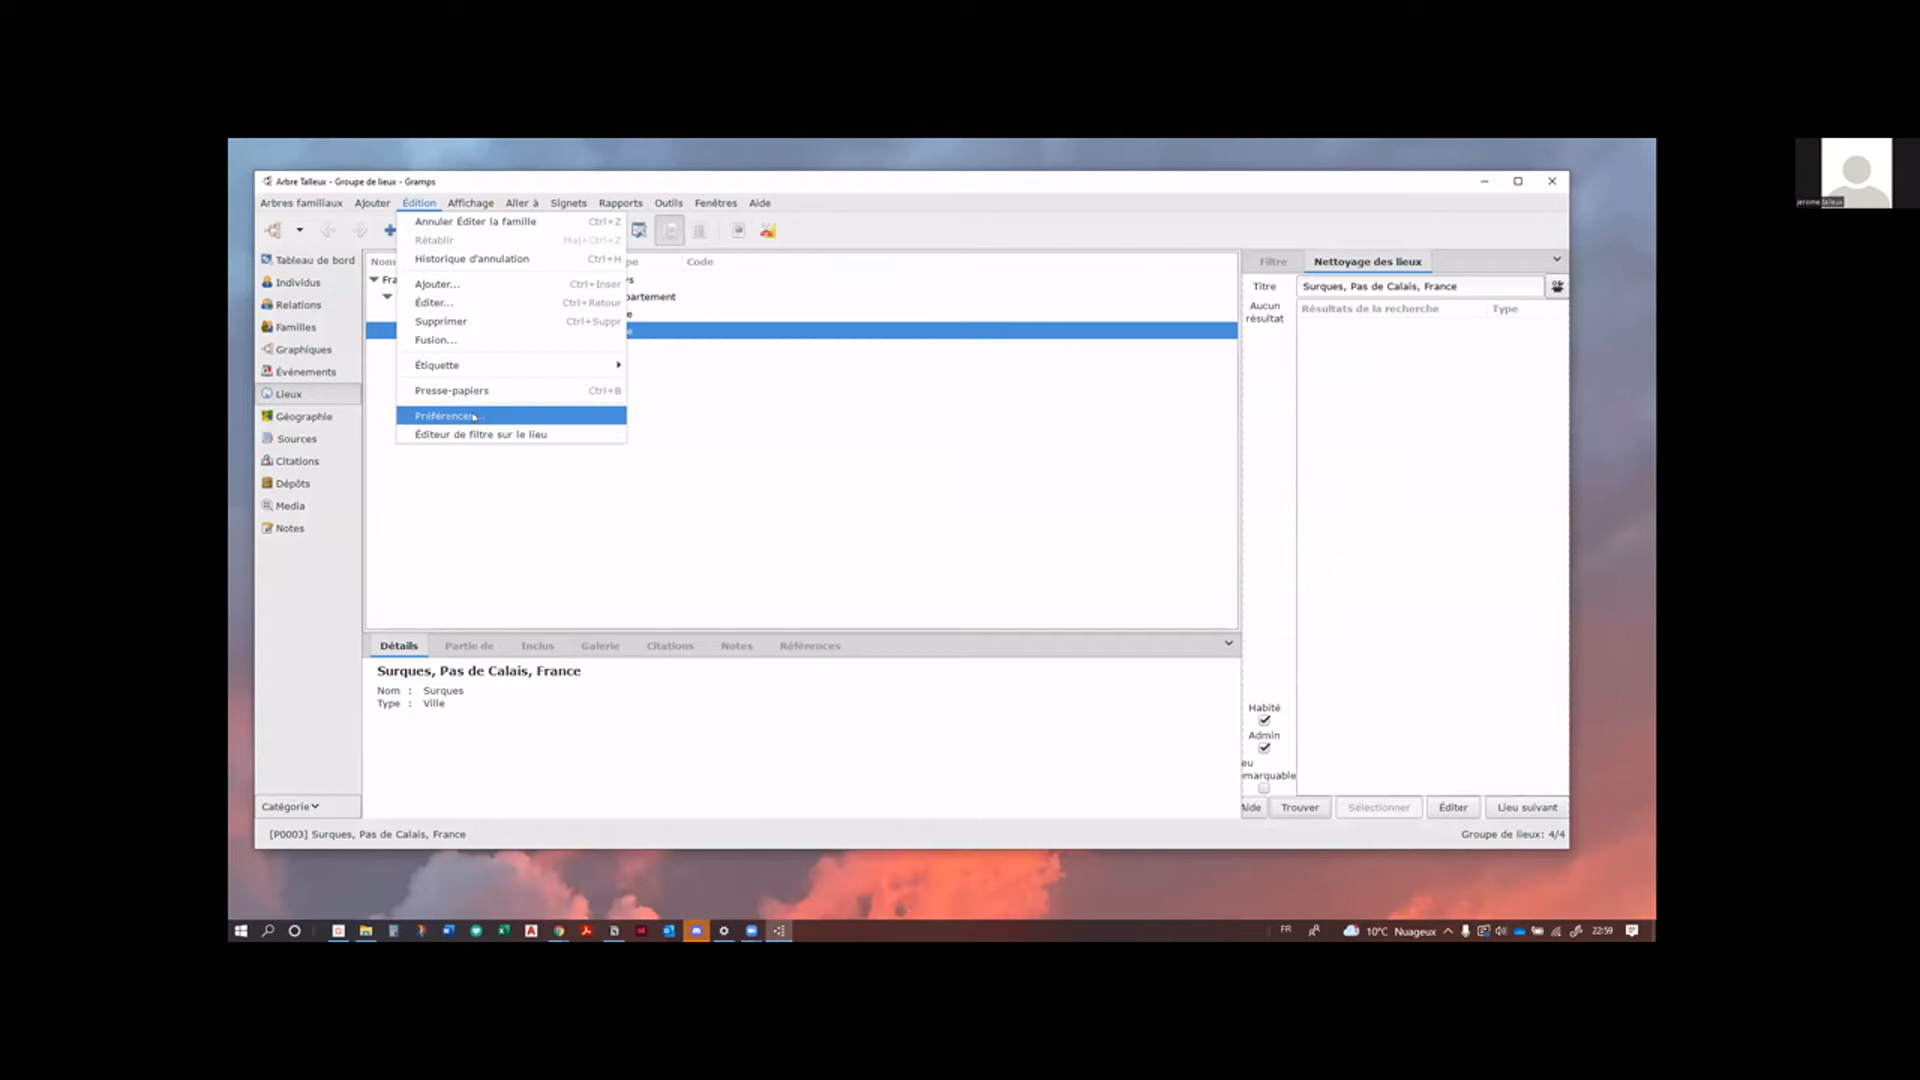 Arbre Talleux - Groupe de lieux - Gramps
Arbres familiaux Ajouter Édition Affichage Aller à Signets Rapports Outils Fenêtres Aide
Annuler Éditer la famille Ctrl+Z
Rétablir Maj+Ctrl+Z
Historique d'annulation Ctrl+H
Ajouter... Ctrl+Inser
Éditer... Ctrl+Retour
Supprimer Ctrl+Suppr
Fusion...
Étiquette
Presse-papiers Ctrl+B
Préférences...
Éditeur de filtre sur le lieu
Tableau de bord
Individus
Relations
Familles
Graphiques
Événements
Lieux
Géographie
Sources
Citations
Dépôts
Media
Notes
Catégorie
Nom
Code
Fra
partement
Filtre Nettoyage des lieux
Titre Surques, Pas de Calais, France
Aucun résultat
Résultats de la recherche Type
Habité
Admin
eu
marquable
Aide Trouver Sélectionner Éditer Lieu suivant
Détails Partie de Inclus Galerie Citations Notes Références
Surques, Pas de Calais, France
Nom : Surques
Type : Ville
[P0003] Surques, Pas de Calais, France
Groupe de lieux: 4/4
FR 10°C Nuageux 22:59
jerome talleux